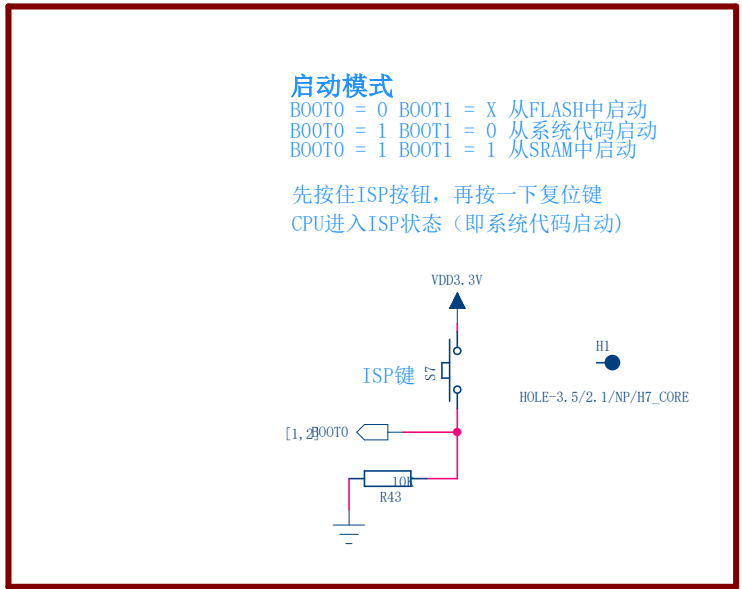 启动模式
BOOT0 = 0 BOOT1 = X 从FLASH中启动
BOOT0 = 1 BOOT1 = 0 从系统代码启动
BOOT0 = 1 BOOT1 = 1 从SRAM中启动
先按住ISP按钮，再按一下复位键
CPU进入ISP状态（即系统代码启动)
VDD3.3V
H1
ISP键
S7
HOLE-3.5/2.1/NP/H7_CORE
[1,2]
BOOT0
10K
R43